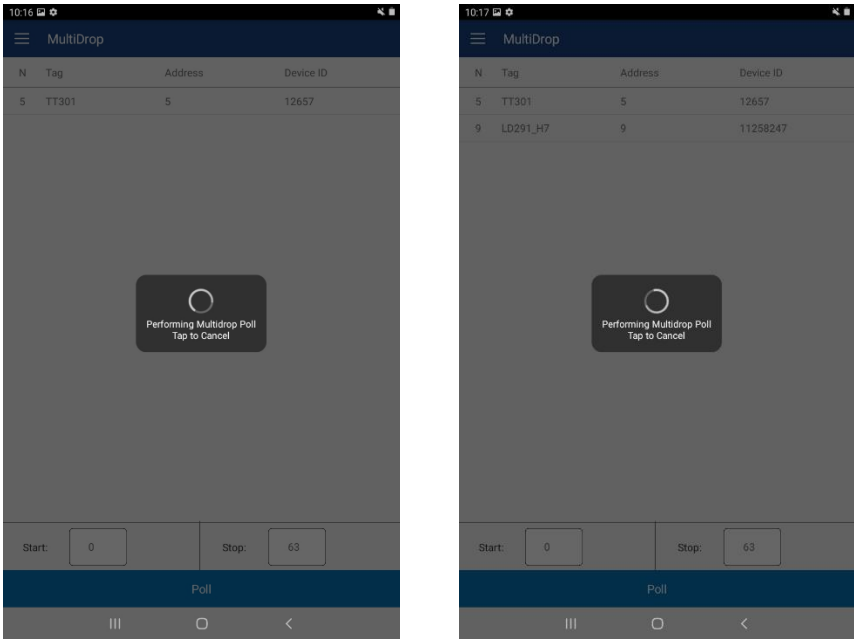 10:16
MultiDrop
N Tag Address Device ID
5 TT301 5 12657
Performing Multidrop Poll
Tap to Cancel
Start: 0 Stop: 63
Poll
10:17
MultiDrop
N Tag Address Device ID
5 TT301 5 12657
9 LD291_H7 9 11258247
Performing Multidrop Poll
Tap to Cancel
Start: 0 Stop: 63
Poll